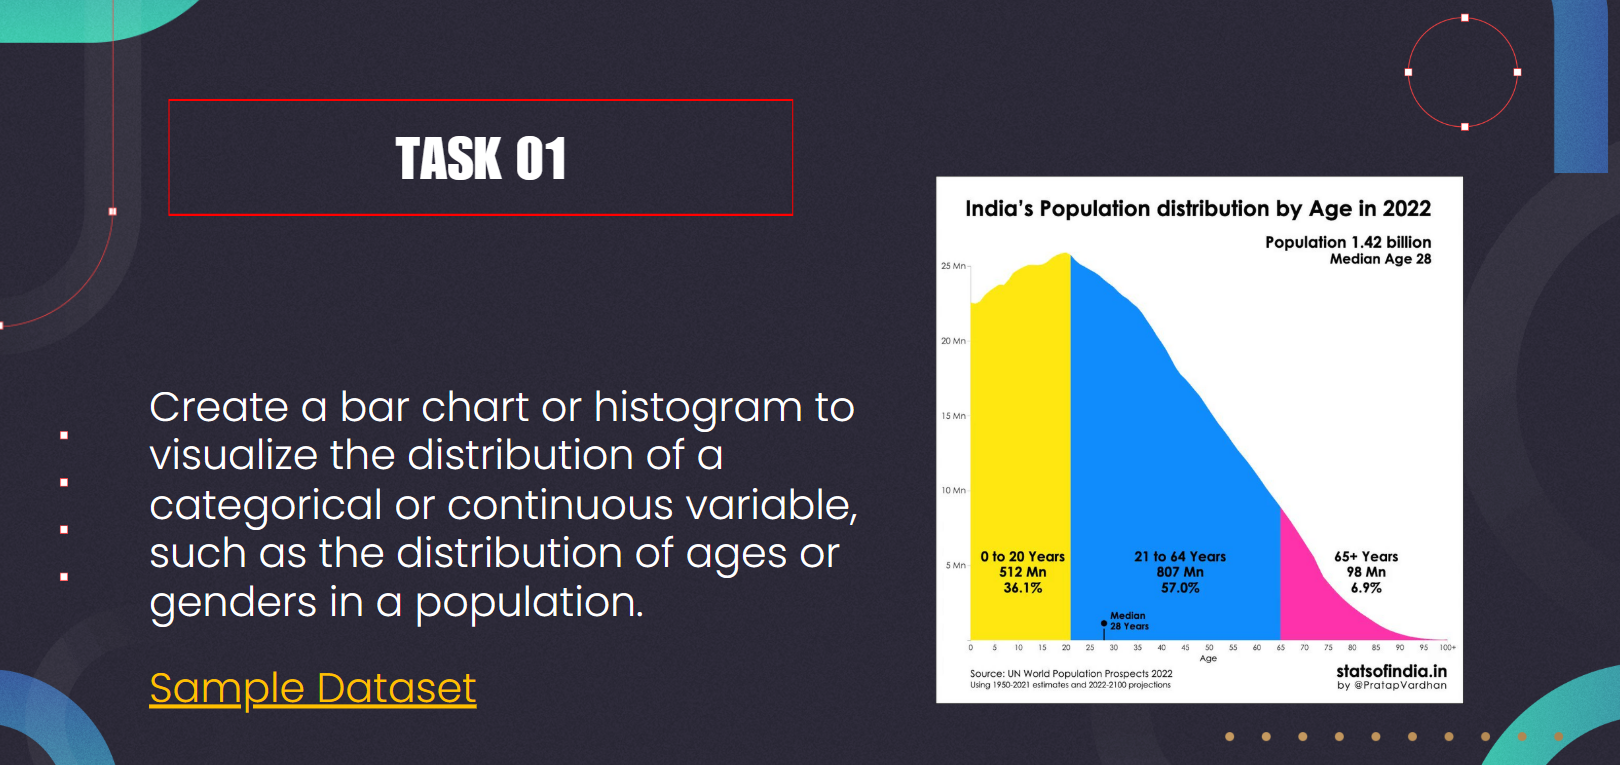 TASK 01
Create a bar chart or histogram to
visualize the distribution of a
categorical or continuous variable,
such as the distribution of ages or
genders in a population.
Sample Dataset
India's Population distribution by Age in 2022
Population 1.42 billion
Median Age 28
25 Mn
20 Mn
15 Mn
10 Mn
5 Mn
0 to 20 Years
512 Mn
36.1%
21 to 64 Years
807 Mn
57.0%
65+ Years
98 Mn
6.9%
Median
28 Years
0 5 10 15 20 25 30 35 40 45 50 55 60 65 70 75 80 85 90 95 100+
Age
Source: UN World Population Prospects 2022
Using 1950-2021 estimates and 2022-2100 projections
statsofindia.in
by @PratapVardhan